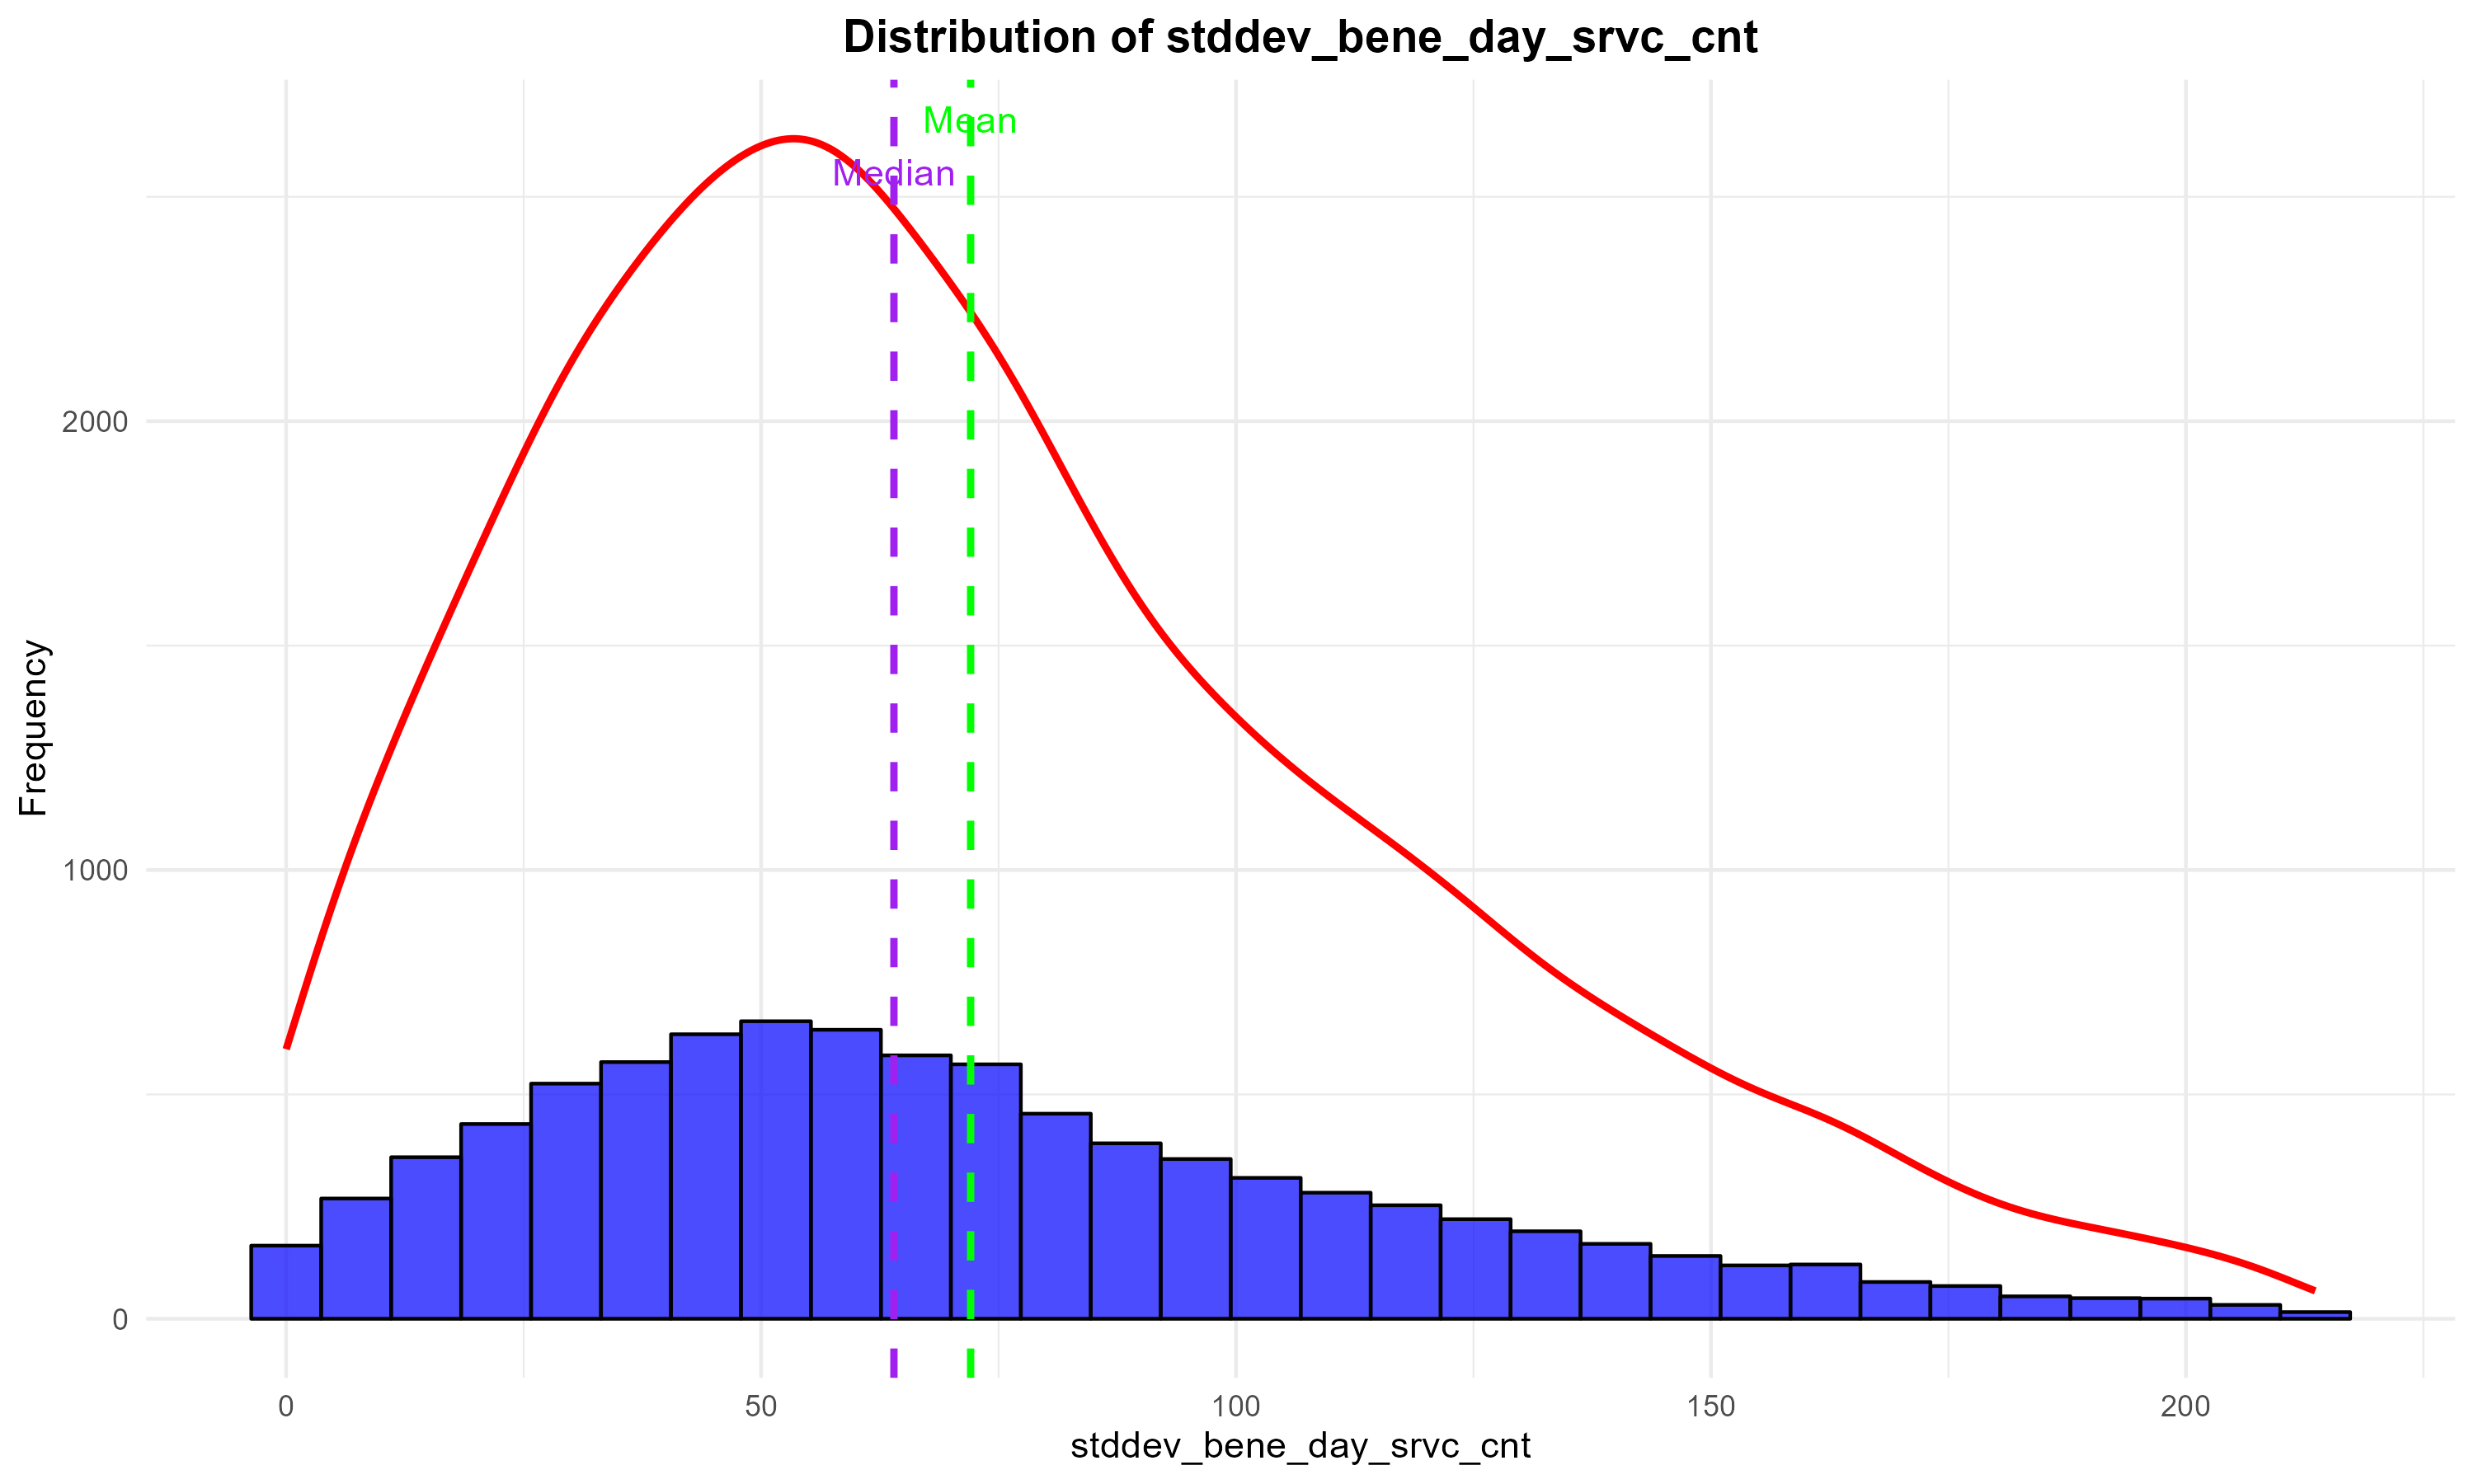 Distribution of stddev_bene_day_srvc_cnt
Mean
Median
Frequency
2000
1000
0
0 50 100 150 200
stddev_bene_day_srvc_cnt